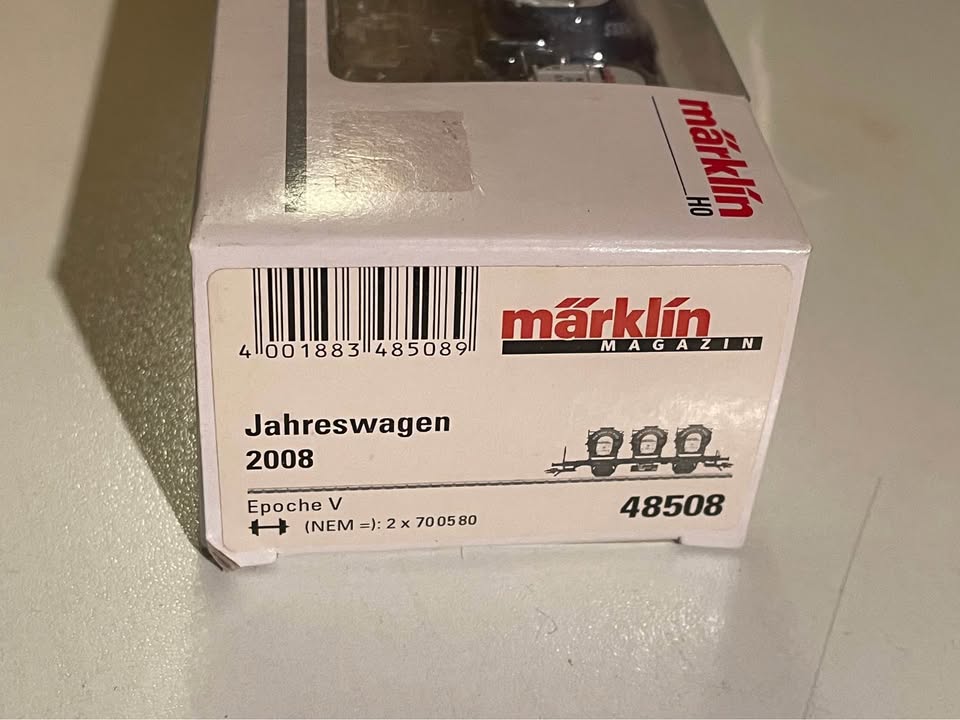 märklin
H0
4 001883 485089
märklin
MAGAZIN
Jahreswagen
2008
Epoche V
(NEM =): 2 x 700580
48508